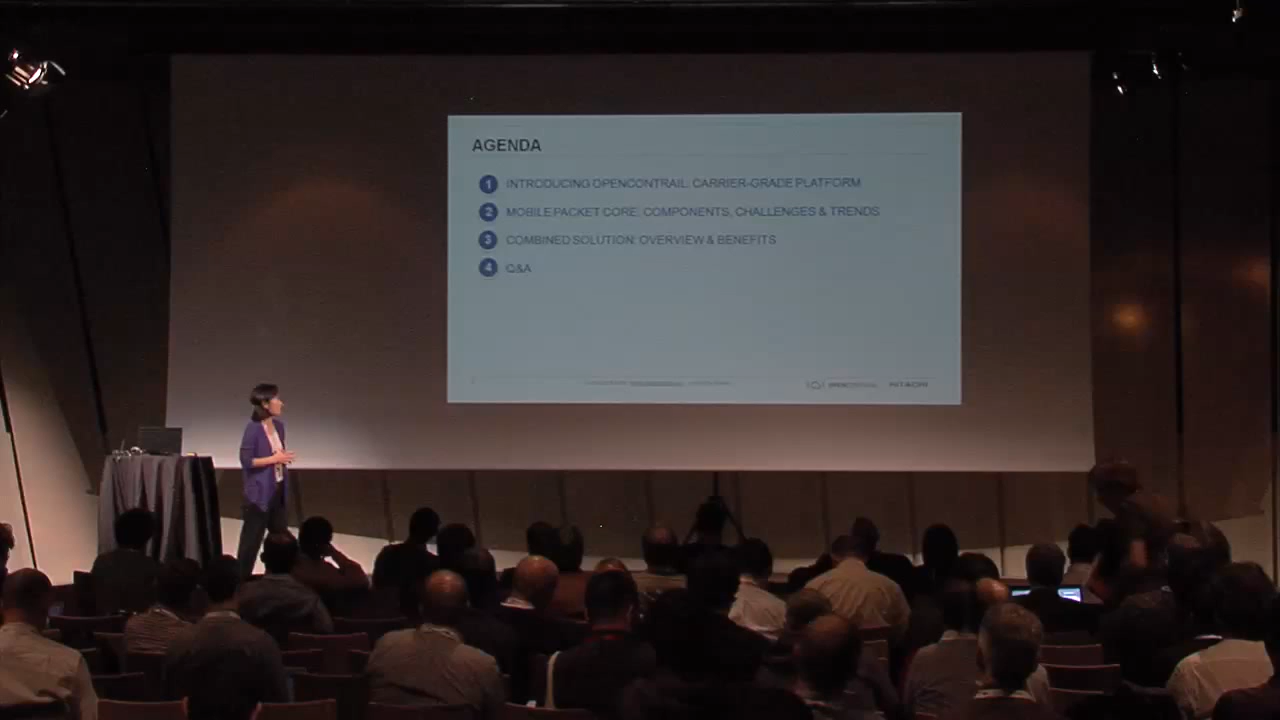 AGENDA
1 INTRODUCING OPENCONTRAIL: CARRIER-GRADE PLATFORM
2 MOBILE PACKET CORE: COMPONENTS, CHALLENGES & TRENDS
3 COMBINED SOLUTION: OVERVIEW & BENEFITS
4 Q&A
HITACHI